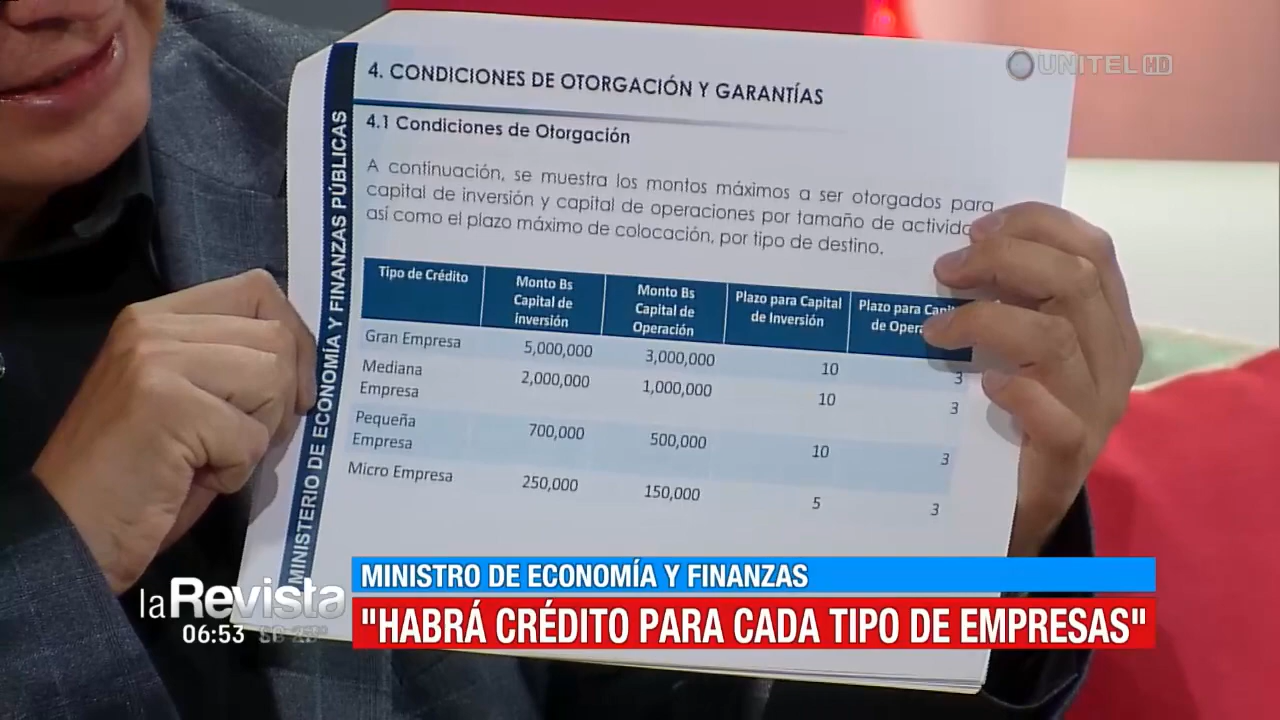 UNITEL HD
MINISTERIO DE ECONOMÍA Y FINANZAS PÚBLICAS
4. CONDICIONES DE OTORGACIÓN Y GARANTÍAS
4.1 Condiciones de Otorgación
A continuación, se muestra los montos máximos a ser otorgados para
capital de inversión y capital de operaciones por tamaño de
así como el plazo máximo de colocación, por tipo de destino.
Tipo de Crédito
Monto Bs
Capital de
inversión
Monto Bs
Capital de
Operación
Plazo para Capital
de Inversión
Plazo para
de
Gran Empresa 5,000,000 3,000,000 10 3
Mediana
Empresa 2,000,000 1,000,000 10 3
Pequeña
Empresa 700,000 500,000 10 3
Micro Empresa 250,000 150,000 5 3
MINISTRO DE ECONOMÍA Y FINANZAS
"HABRÁ CRÉDITO PARA CADA TIPO DE EMPRESAS"
la Revista
06:53